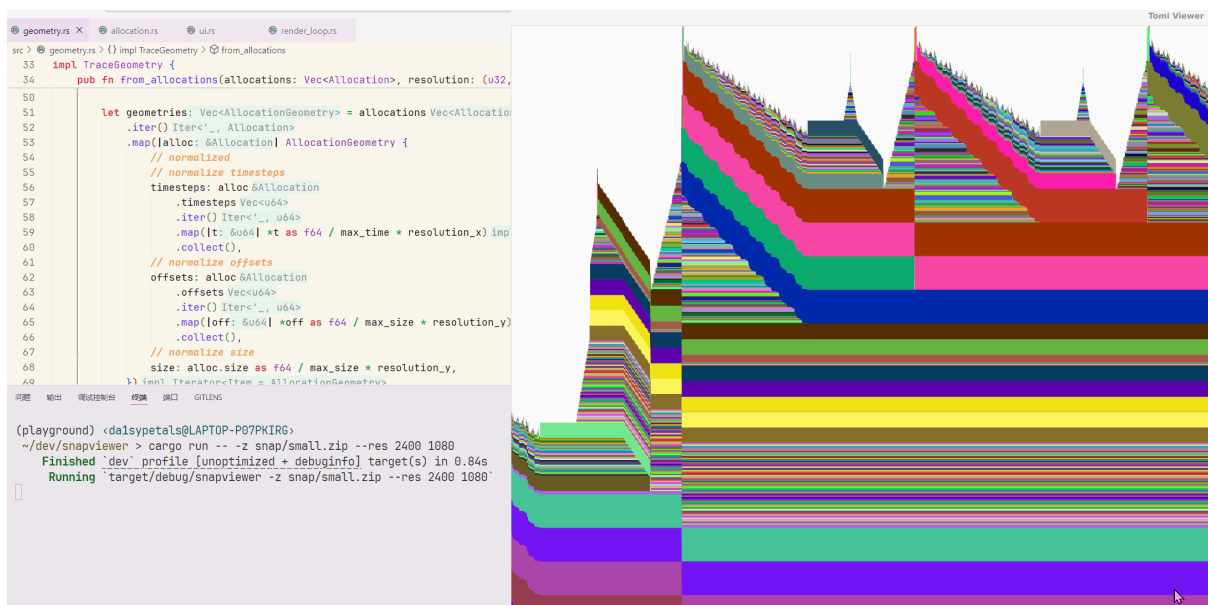 Tomi Viewer
geometry.rs allocation.rs ui.rs render_loop.rs
src > geometry.rs > {} impl TraceGeometry > from_allocations
33 impl TraceGeometry {
34 pub fn from_allocations(allocations: Vec<Allocation>, resolution: (u32,
50
51 let geometries: Vec<AllocationGeometry> = allocations Vec<Allocation
52 .iter() Iter<'_, Allocation>
53 .map(|alloc: &Allocation| AllocationGeometry {
54 // normalized
55 // normalize timesteps
56 timesteps: alloc &Allocation
57 .timesteps Vec<u64>
58 .iter() Iter<'_, u64>
59 .map(|t: &u64| *t as f64 / max_time * resolution_x) impl
60 .collect(),
61 // normalize offsets
62 offsets: alloc &Allocation
63 .offsets Vec<u64>
64 .iter() Iter<'_, u64>
65 .map(|off: &u64| *off as f64 / max_size * resolution_y)
66 .collect(),
67 // normalize size
68 size: alloc.size as f64 / max_size * resolution_y,
69 }) impl Iterator<Item = AllocationGeometry>
问题 输出 调试控制台 终端 端口 GITLENS
(playground) ‹da1sypetals@LAPTOP-P07PKIRG›
~/dev/snapviewer > cargo run -- -z snap/small.zip --res 2400 1080
Finished `dev` profile [unoptimized + debuginfo] target(s) in 0.84s
Running `target/debug/snapviewer -z snap/small.zip --res 2400 1080`